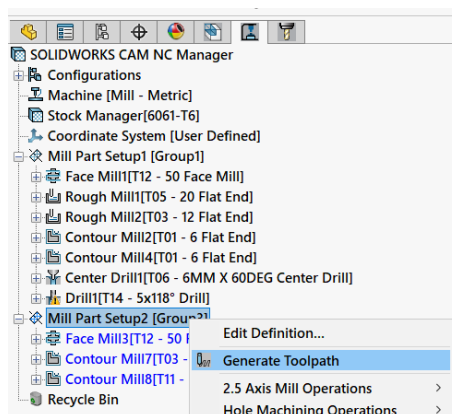 SOLIDWORKS CAM NC Manager
Configurations
Machine [Mill - Metric]
Stock Manager[6061-T6]
Coordinate System [User Defined]
Mill Part Setup1 [Group1]
Face Mill1[T12 - 50 Face Mill]
Rough Mill1[T05 - 20 Flat End]
Rough Mill2[T03 - 12 Flat End]
Contour Mill2[T01 - 6 Flat End]
Contour Mill4[T01 - 6 Flat End]
Center Drill1[T06 - 6MM X 60DEG Center Drill]
Drill1[T14 - 5x118° Drill]
Mill Part Setup2 [Group2]
Face Mill3[T12 - 50 F
Edit Definition...
Contour Mill7[T03 -
Generate Toolpath
Contour Mill8[T11 -
2.5 Axis Mill Operations
Recycle Bin
Hole Machining Operations